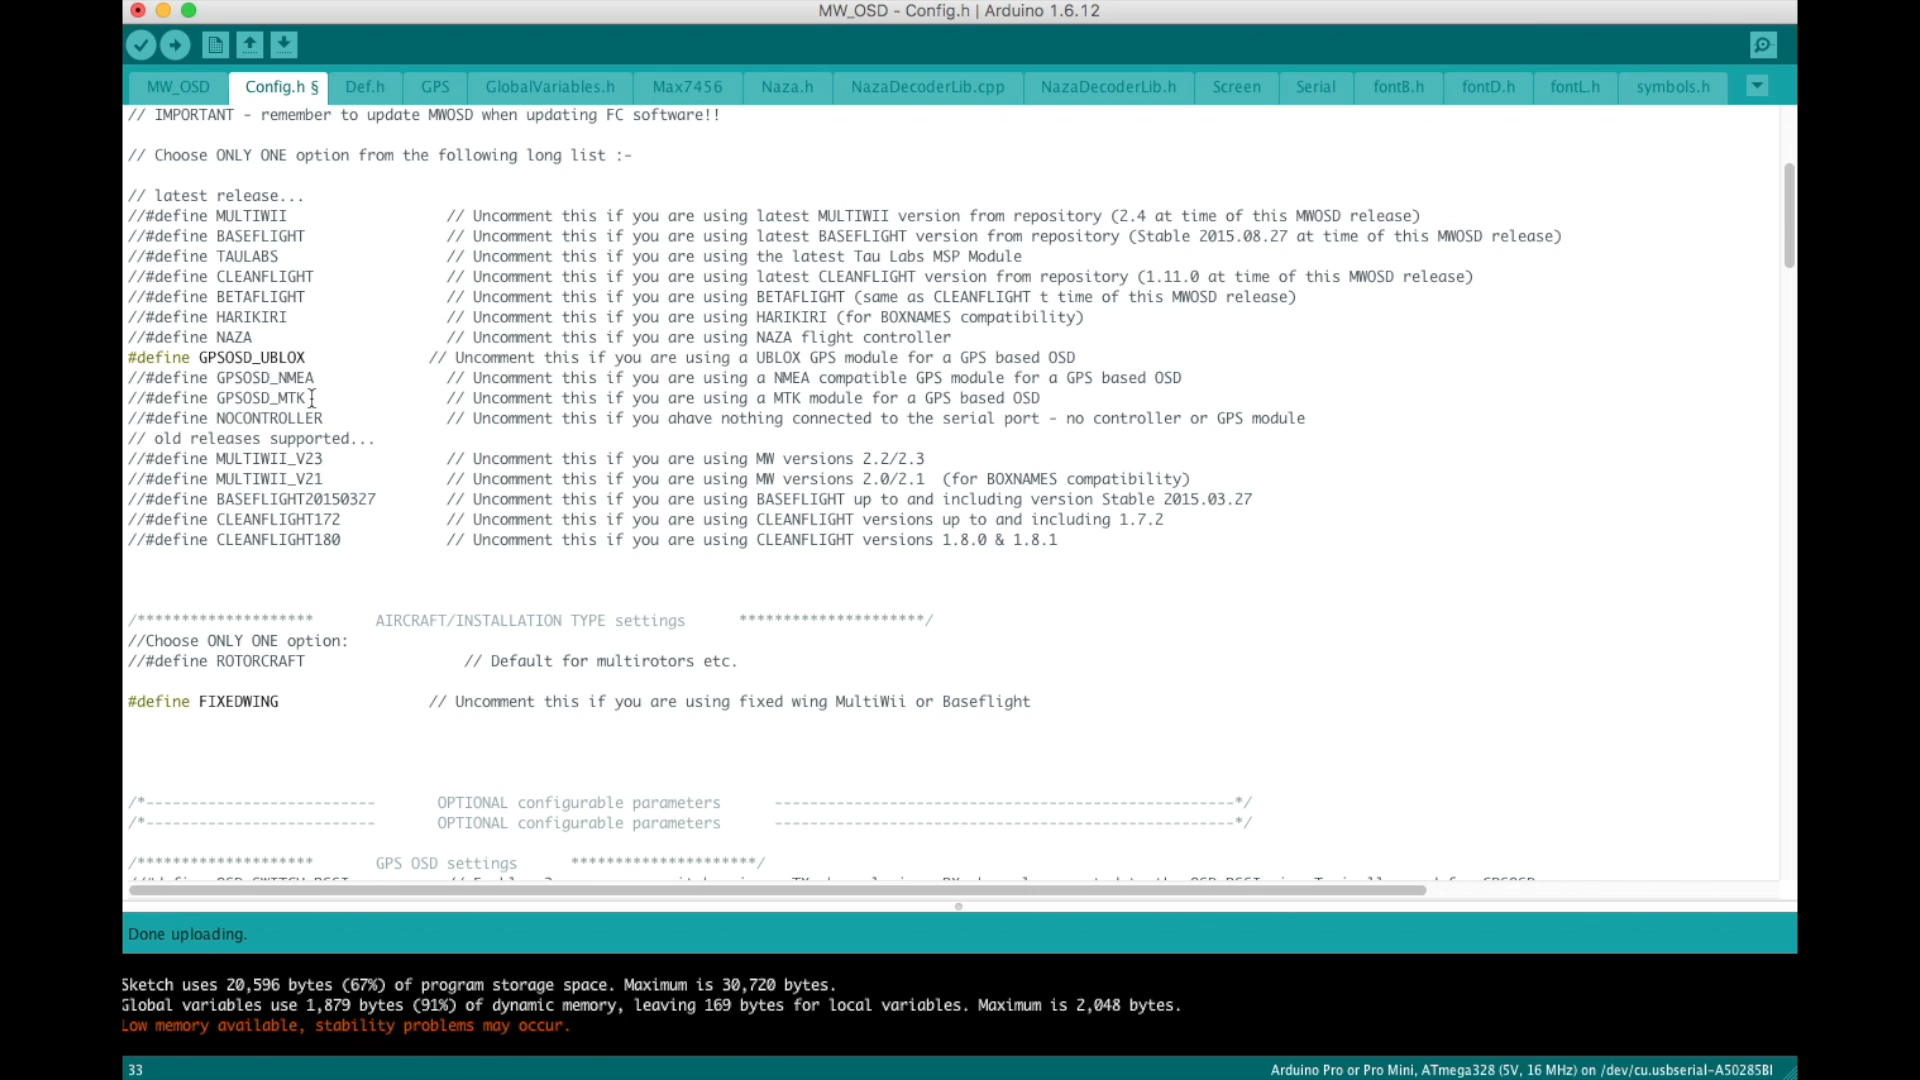 MW_OSD - Config.h | Arduino 1.6.12
MW_OSD Config.h § Def.h GPS GlobalVariables.h Max7456 Naza.h NazaDecoderLib.cpp NazaDecoderLib.h Screen Serial fontB.h fontD.h fontL.h symbols.h
// IMPORTANT - remember to update MWOSD when updating FC software!!
// Choose ONLY ONE option from the following long list :-
// latest release...
//#define MULTIWII // Uncomment this if you are using latest MULTIWII version from repository (2.4 at time of this MWOSD release)
//#define BASEFLIGHT // Uncomment this if you are using latest BASEFLIGHT version from repository (Stable 2015.08.27 at time of this MWOSD release)
//#define TAULABS // Uncomment this if you are using the latest Tau Labs MSP Module
//#define CLEANFLIGHT // Uncomment this if you are using latest CLEANFLIGHT version from repository (1.11.0 at time of this MWOSD release)
//#define BETAFLIGHT // Uncomment this if you are using BETAFLIGHT (same as CLEANFLIGHT t time of this MWOSD release)
//#define HARIKIRI // Uncomment this if you are using HARIKIRI (for BOXNAMES compatibility)
//#define NAZA // Uncomment this if you are using NAZA flight controller
#define GPSOSD_UBLOX // Uncomment this if you are using a UBLOX GPS module for a GPS based OSD
//#define GPSOSD_NMEA // Uncomment this if you are using a NMEA compatible GPS module for a GPS based OSD
//#define GPSOSD_MTK // Uncomment this if you are using a MTK module for a GPS based OSD
//#define NOCONTROLLER // Uncomment this if you ahave nothing connected to the serial port - no controller or GPS module
// old releases supported...
//#define MULTIWII_V23 // Uncomment this if you are using MW versions 2.2/2.3
//#define MULTIWII_V21 // Uncomment this if you are using MW versions 2.0/2.1 (for BOXNAMES compatibility)
//#define BASEFLIGHT20150327 // Uncomment this if you are using BASEFLIGHT up to and including version Stable 2015.03.27
//#define CLEANFLIGHT172 // Uncomment this if you are using CLEANFLIGHT versions up to and including 1.7.2
//#define CLEANFLIGHT180 // Uncomment this if you are using CLEANFLIGHT versions 1.8.0 & 1.8.1
/******************** AIRCRAFT/INSTALLATION TYPE settings *********************/
//Choose ONLY ONE option:
//#define ROTORCRAFT // Default for multirotors etc.
#define FIXEDWING // Uncomment this if you are using fixed wing MultiWii or Baseflight
/*-------------------------- OPTIONAL configurable parameters ----------------------------------------------------*/
/*-------------------------- OPTIONAL configurable parameters ----------------------------------------------------*/
/******************** GPS OSD settings *********************/
Done uploading.
Sketch uses 20,596 bytes (67%) of program storage space. Maximum is 30,720 bytes.
Global variables use 1,879 bytes (91%) of dynamic memory, leaving 169 bytes for local variables. Maximum is 2,048 bytes.
Low memory available, stability problems may occur.
33 Arduino Pro or Pro Mini, ATmega328 (5V, 16 MHz) on /dev/cu.usbserial-A50285BI